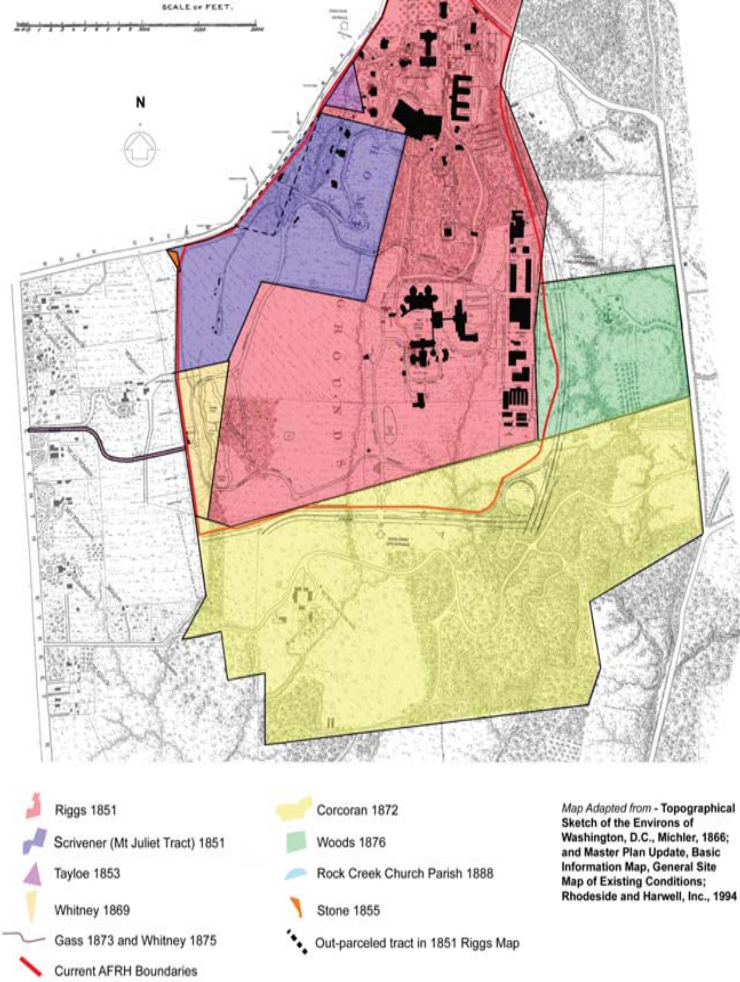 SCALE OF FEET.
N
GROUNDS
Riggs 1851
Scrivener (Mt Juliet Tract) 1851
Tayloe 1853
Whitney 1869
Gass 1873 and Whitney 1875
Current AFRH Boundaries
Corcoran 1872
Woods 1876
Rock Creek Church Parish 1888
Stone 1855
Out-parceled tract in 1851 Riggs Map
Map Adapted from - Topographical
Sketch of the Environs of
Washington, D.C., Michler, 1866;
and Master Plan Update, Basic
Information Map, General Site
Map of Existing Conditions;
Rhodeside and Harwell, Inc., 1994